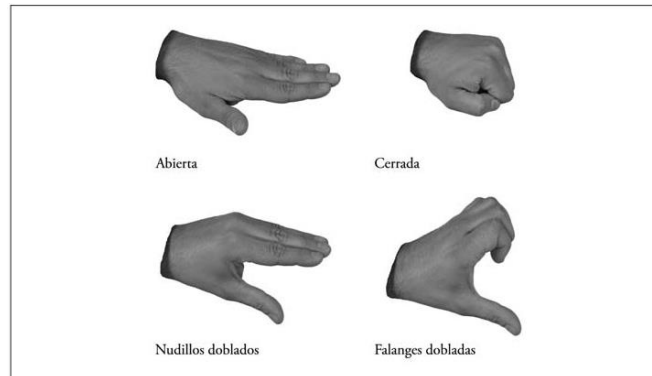 Abierta
Cerrada
Nudillos doblados
Falanges dobladas